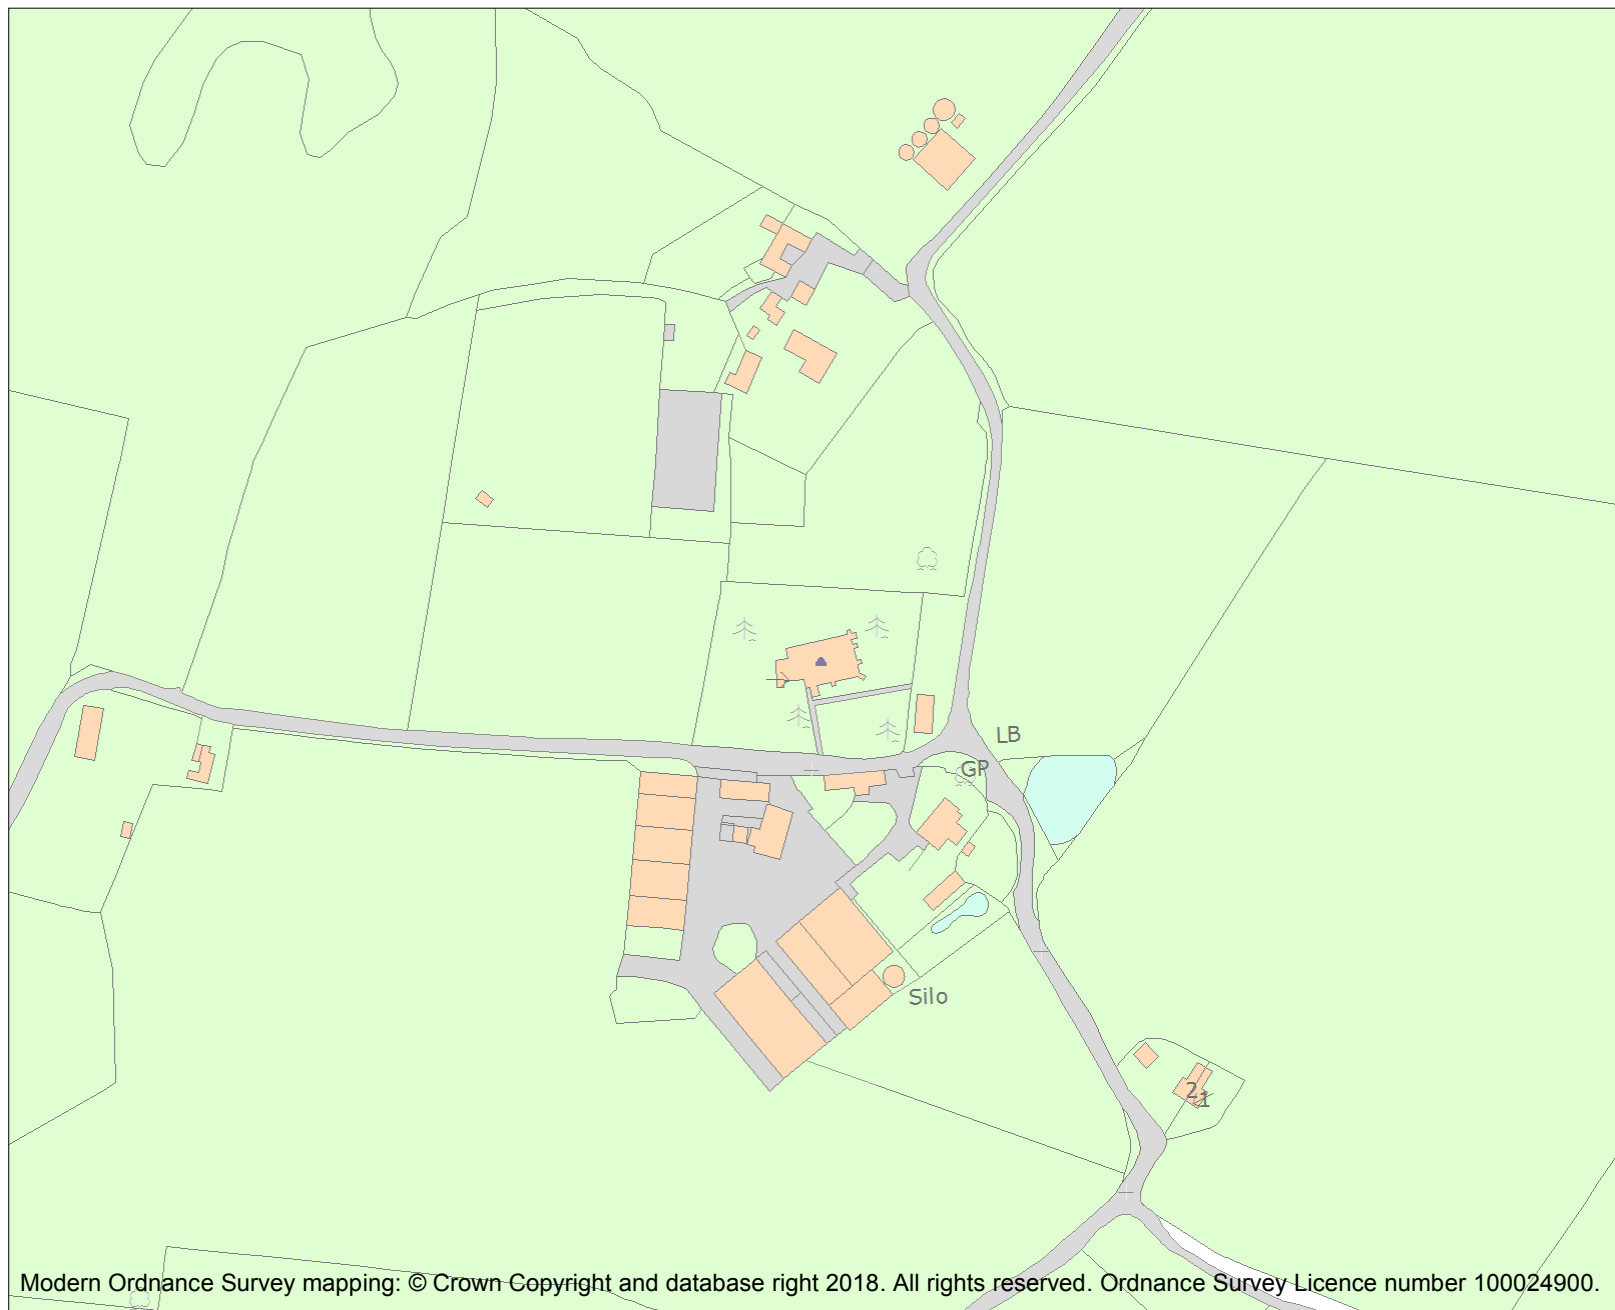 LB
GP
Silo
2
1
Modern Ordnance Survey mapping: © Crown Copyright and database right 2018. All rights reserved. Ordnance Survey Licence number 100024900.